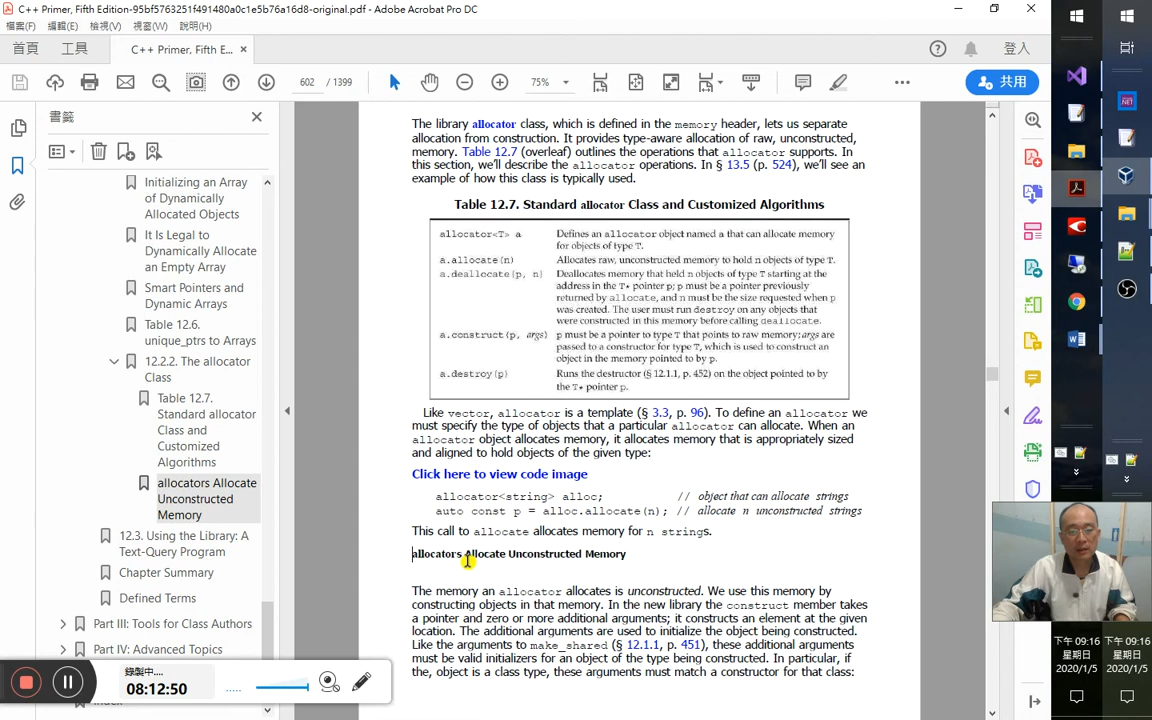 C++ Primer, Fifth Edition-95bf5763251f491480a0c1e5b76a16d8-original.pdf - Adobe Acrobat Pro DC
檔案(F) 編輯(E) 檢視(V) 視窗(W) 說明(H)
首頁 工具 C++ Primer, Fifth E... × 登入
602 / 1399 75% 共用
書籤
Initializing an Array
of Dynamically
Allocated Objects
It Is Legal to
Dynamically Allocate
an Empty Array
Smart Pointers and
Dynamic Arrays
Table 12.6.
unique_ptrs to Arrays
12.2.2. The allocator
Class
Table 12.7.
Standard allocator
Class and
Customized
Algorithms
allocators Allocate
Unconstructed
Memory
12.3. Using the Library: A
Text-Query Program
Chapter Summary
Defined Terms
Part III: Tools for Class Authors
Part IV: Advanced Topics
Index
錄製中....
08:12:50
The library allocator class, which is defined in the memory header, lets us separate
allocation from construction. It provides type-aware allocation of raw, unconstructed,
memory. Table 12.7 (overleaf) outlines the operations that allocator supports. In
this section, we'll describe the allocator operations. In § 13.5 (p. 524), we'll see an
example of how this class is typically used.
Table 12.7. Standard allocator Class and Customized Algorithms
allocator<T> a Defines an allocator object named a that can allocate memory
for objects of type T.
a.allocate(n) Allocates raw, unconstructed memory to hold n objects of type T.
a.deallocate(p, n) Deallocates memory that held n objects of type T starting at the
address in the T* pointer p; p must be a pointer previously
returned by allocate, and n must be the size requested when p
was created. The user must run destroy on any objects that
were constructed in this memory before calling deallocate.
a.construct(p, args) p must be a pointer to type T that points to raw memory; args are
passed to a constructor for type T, which is used to construct an
object in the memory pointed to by p.
a.destroy(p) Runs the destructor (§ 12.1.1, p. 452) on the object pointed to by
the T* pointer p.
Like vector, allocator is a template (§ 3.3, p. 96). To define an allocator we
must specify the type of objects that a particular allocator can allocate. When an
allocator object allocates memory, it allocates memory that is appropriately sized
and aligned to hold objects of the given type:
Click here to view code image
allocator<string> alloc; // object that can allocate strings
auto const p = alloc.allocate(n); // allocate n unconstructed strings
This call to allocate allocates memory for n strings.
allocators Allocate Unconstructed Memory
The memory an allocator allocates is unconstructed. We use this memory by
constructing objects in that memory. In the new library the construct member takes
a pointer and zero or more additional arguments; it constructs an element at the given
location. The additional arguments are used to initialize the object being constructed.
Like the arguments to make_shared (§ 12.1.1, p. 451), these additional arguments
must be valid initializers for an object of the type being constructed. In particular, if
the, object is a class type, these arguments must match a constructor for that class:
下午 09:16 下午 09:16
星期日 星期日
2020/1/5 2020/1/5